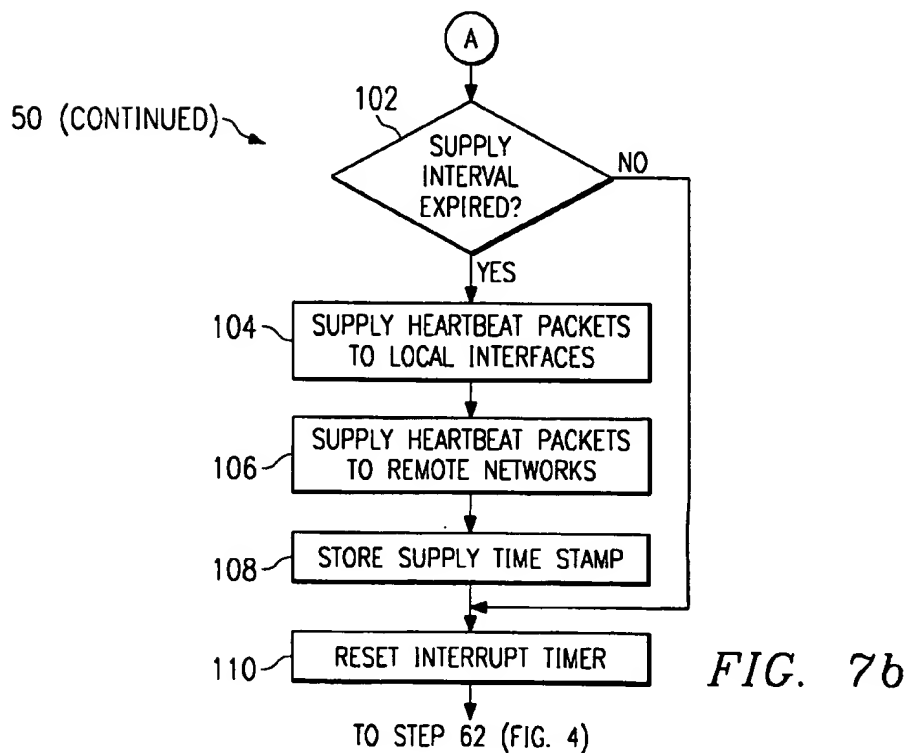 A
50 (CONTINUED)
102
SUPPLY
INTERVAL
EXPIRED?
NO
YES
104
SUPPLY HEARTBEAT PACKETS
TO LOCAL INTERFACES
106
SUPPLY HEARTBEAT PACKETS
TO REMOTE NETWORKS
108
STORE SUPPLY TIME STAMP
110
RESET INTERRUPT TIMER
FIG. 7b
TO STEP 62 (FIG. 4)